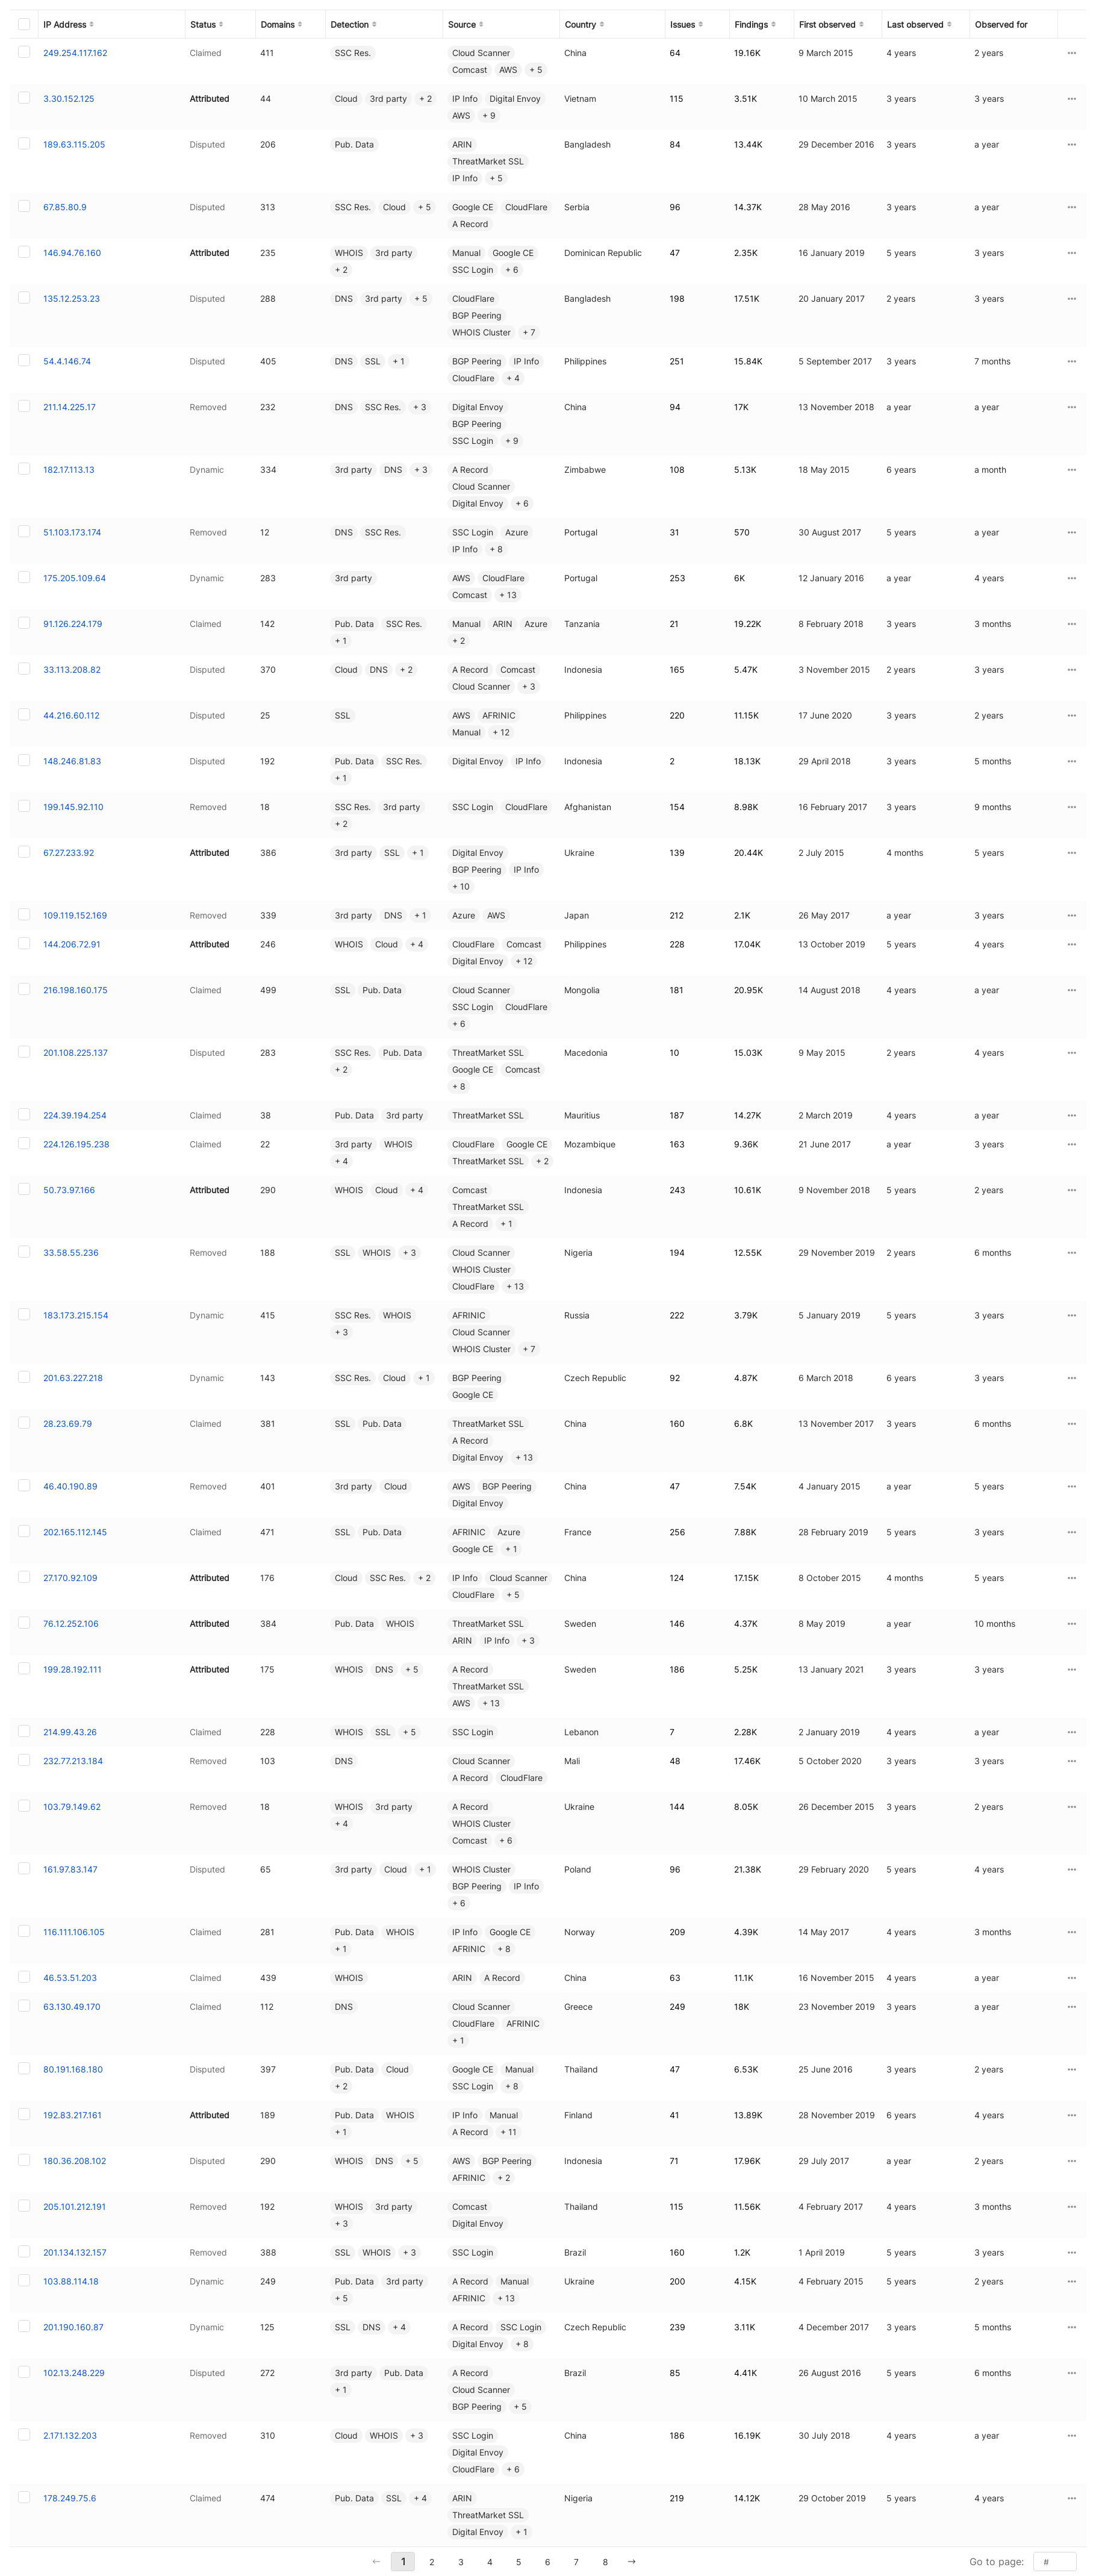 IP Address Status Domains Detection Source Country Issues Findings First observed Last observed Observed for
249.254.117.162 Claimed 411 SSC Res. Cloud Scanner China 64 19.16K 9 March 2015 4 years 2 years
Comcast AWS + 5
3.30.152.125 Attributed 44 Cloud 3rd party + 2 IP Info Digital Envoy Vietnam 115 3.51K 10 March 2015 3 years 3 years
AWS + 9
189.63.115.205 Disputed 206 Pub. Data ARIN Bangladesh 84 13.44K 29 December 2016 3 years a year
ThreatMarket SSL
IP Info + 5
67.85.80.9 Disputed 313 SSC Res. Cloud + 5 Google CE CloudFlare Serbia 96 14.37K 28 May 2016 3 years a year
A Record
146.94.76.160 Attributed 235 WHOIS 3rd party Manual Google CE Dominican Republic 47 2.35K 16 January 2019 5 years 3 years
+ 2 SSC Login + 6
135.12.253.23 Disputed 288 DNS 3rd party + 5 CloudFlare Bangladesh 198 17.51K 20 January 2017 2 years 3 years
BGP Peering
WHOIS Cluster + 7
54.4.146.74 Disputed 405 DNS SSL + 1 BGP Peering IP Info Philippines 251 15.84K 5 September 2017 3 years 7 months
CloudFlare + 4
211.14.225.17 Removed 232 DNS SSC Res. + 3 Digital Envoy China 94 17K 13 November 2018 a year a year
BGP Peering
SSC Login + 9
182.17.113.13 Dynamic 334 3rd party DNS + 3 A Record Zimbabwe 108 5.13K 18 May 2015 6 years a month
Cloud Scanner
Digital Envoy + 6
51.103.173.174 Removed 12 DNS SSC Res. SSC Login Azure Portugal 31 570 30 August 2017 5 years a year
IP Info + 8
175.205.109.64 Dynamic 283 3rd party AWS CloudFlare Portugal 253 6K 12 January 2016 a year 4 years
Comcast + 13
91.126.224.179 Claimed 142 Pub. Data SSC Res. Manual ARIN Azure Tanzania 21 19.22K 8 February 2018 3 years 3 months
+ 1 + 2
33.113.208.82 Disputed 370 Cloud DNS + 2 A Record Comcast Indonesia 165 5.47K 3 November 2015 2 years 3 years
Cloud Scanner + 3
44.216.60.112 Disputed 25 SSL AWS AFRINIC Philippines 220 11.15K 17 June 2020 3 years 2 years
Manual + 12
148.246.81.83 Disputed 192 Pub. Data SSC Res. Digital Envoy IP Info Indonesia 2 18.13K 29 April 2018 3 years 5 months
+ 1
199.145.92.110 Removed 18 SSC Res. 3rd party SSC Login CloudFlare Afghanistan 154 8.98K 16 February 2017 3 years 9 months
+ 2
67.27.233.92 Attributed 386 3rd party SSL + 1 Digital Envoy Ukraine 139 20.44K 2 July 2015 4 months 5 years
BGP Peering IP Info
+ 10
109.119.152.169 Removed 339 3rd party DNS + 1 Azure AWS Japan 212 2.1K 26 May 2017 a year 3 years
144.206.72.91 Attributed 246 WHOIS Cloud + 4 CloudFlare Comcast Philippines 228 17.04K 13 October 2019 5 years 4 years
Digital Envoy + 12
216.198.160.175 Claimed 499 SSL Pub. Data Cloud Scanner Mongolia 181 20.95K 14 August 2018 4 years a year
SSC Login CloudFlare
+ 6
201.108.225.137 Disputed 283 SSC Res. Pub. Data ThreatMarket SSL Macedonia 10 15.03K 9 May 2015 2 years 4 years
+ 2 Google CE Comcast
+ 8
224.39.194.254 Claimed 38 Pub. Data 3rd party ThreatMarket SSL Mauritius 187 14.27K 2 March 2019 4 years a year
224.126.195.238 Claimed 22 3rd party WHOIS CloudFlare Google CE Mozambique 163 9.36K 21 June 2017 a year 3 years
+ 4 ThreatMarket SSL + 2
50.73.97.166 Attributed 290 WHOIS Cloud + 4 Comcast Indonesia 243 10.61K 9 November 2018 5 years 2 years
ThreatMarket SSL
A Record + 1
33.58.55.236 Removed 188 SSL WHOIS + 3 Cloud Scanner Nigeria 194 12.55K 29 November 2019 2 years 6 months
WHOIS Cluster
CloudFlare + 13
183.173.215.154 Dynamic 415 SSC Res. WHOIS AFRINIC Russia 222 3.79K 5 January 2019 5 years 3 years
+ 3 Cloud Scanner
WHOIS Cluster + 7
201.63.227.218 Dynamic 143 SSC Res. Cloud + 1 BGP Peering Czech Republic 92 4.87K 6 March 2018 6 years 3 years
Google CE
28.23.69.79 Claimed 381 SSL Pub. Data ThreatMarket SSL China 160 6.8K 13 November 2017 3 years 6 months
A Record
Digital Envoy + 13
46.40.190.89 Removed 401 3rd party Cloud AWS BGP Peering China 47 7.54K 4 January 2015 a year 5 years
Digital Envoy
202.165.112.145 Claimed 471 SSL Pub. Data AFRINIC Azure France 256 7.88K 28 February 2019 5 years 3 years
Google CE + 1
27.170.92.109 Attributed 176 Cloud SSC Res. + 2 IP Info Cloud Scanner China 124 17.15K 8 October 2015 4 months 5 years
CloudFlare + 5
76.12.252.106 Attributed 384 Pub. Data WHOIS ThreatMarket SSL Sweden 146 4.37K 8 May 2019 a year 10 months
ARIN IP Info + 3
199.28.192.111 Attributed 175 WHOIS DNS + 5 A Record Sweden 186 5.25K 13 January 2021 3 years 3 years
ThreatMarket SSL
AWS + 13
214.99.43.26 Claimed 228 WHOIS SSL + 5 SSC Login Lebanon 7 2.28K 2 January 2019 4 years a year
232.77.213.184 Removed 103 DNS Cloud Scanner Mali 48 17.46K 5 October 2020 3 years 3 years
A Record CloudFlare
103.79.149.62 Removed 18 WHOIS 3rd party A Record Ukraine 144 8.05K 26 December 2015 3 years 2 years
+ 4 WHOIS Cluster
Comcast + 6
161.97.83.147 Disputed 65 3rd party Cloud + 1 WHOIS Cluster Poland 96 21.38K 29 February 2020 5 years 4 years
BGP Peering IP Info
+ 6
116.111.106.105 Claimed 281 Pub. Data WHOIS IP Info Google CE Norway 209 4.39K 14 May 2017 4 years 3 months
+ 1 AFRINIC + 8
46.53.51.203 Claimed 439 WHOIS ARIN A Record China 63 11.1K 16 November 2015 4 years a year
63.130.49.170 Claimed 112 DNS Cloud Scanner Greece 249 18K 23 November 2019 3 years a year
CloudFlare AFRINIC
+ 1
80.191.168.180 Disputed 397 Pub. Data Cloud Google CE Manual Thailand 47 6.53K 25 June 2016 3 years 2 years
+ 2 SSC Login + 8
192.83.217.161 Attributed 189 Pub. Data WHOIS IP Info Manual Finland 41 13.89K 28 November 2019 6 years 4 years
+ 1 A Record + 11
180.36.208.102 Disputed 290 WHOIS DNS + 5 AWS BGP Peering Indonesia 71 17.96K 29 July 2017 a year 2 years
AFRINIC + 2
205.101.212.191 Removed 192 WHOIS 3rd party Comcast Thailand 115 11.56K 4 February 2017 4 years 3 months
+ 3 Digital Envoy
201.134.132.157 Removed 388 SSL WHOIS + 3 SSC Login Brazil 160 1.2K 1 April 2019 5 years 3 years
103.88.114.18 Dynamic 249 Pub. Data 3rd party A Record Manual Ukraine 200 4.15K 4 February 2015 5 years 2 years
+ 5 AFRINIC + 13
201.190.160.87 Dynamic 125 SSL DNS + 4 A Record SSC Login Czech Republic 239 3.11K 4 December 2017 3 years 5 months
Digital Envoy + 8
102.13.248.229 Disputed 272 3rd party Pub. Data A Record Brazil 85 4.41K 26 August 2016 5 years 6 months
+ 1 Cloud Scanner
BGP Peering + 5
2.171.132.203 Removed 310 Cloud WHOIS + 3 SSC Login China 186 16.19K 30 July 2018 4 years a year
Digital Envoy
CloudFlare + 6
178.249.75.6 Claimed 474 Pub. Data SSL + 4 ARIN Nigeria 219 14.12K 29 October 2019 5 years 4 years
ThreatMarket SSL
Digital Envoy + 1
← 1 2 3 4 5 6 7 8 → Go to page: #